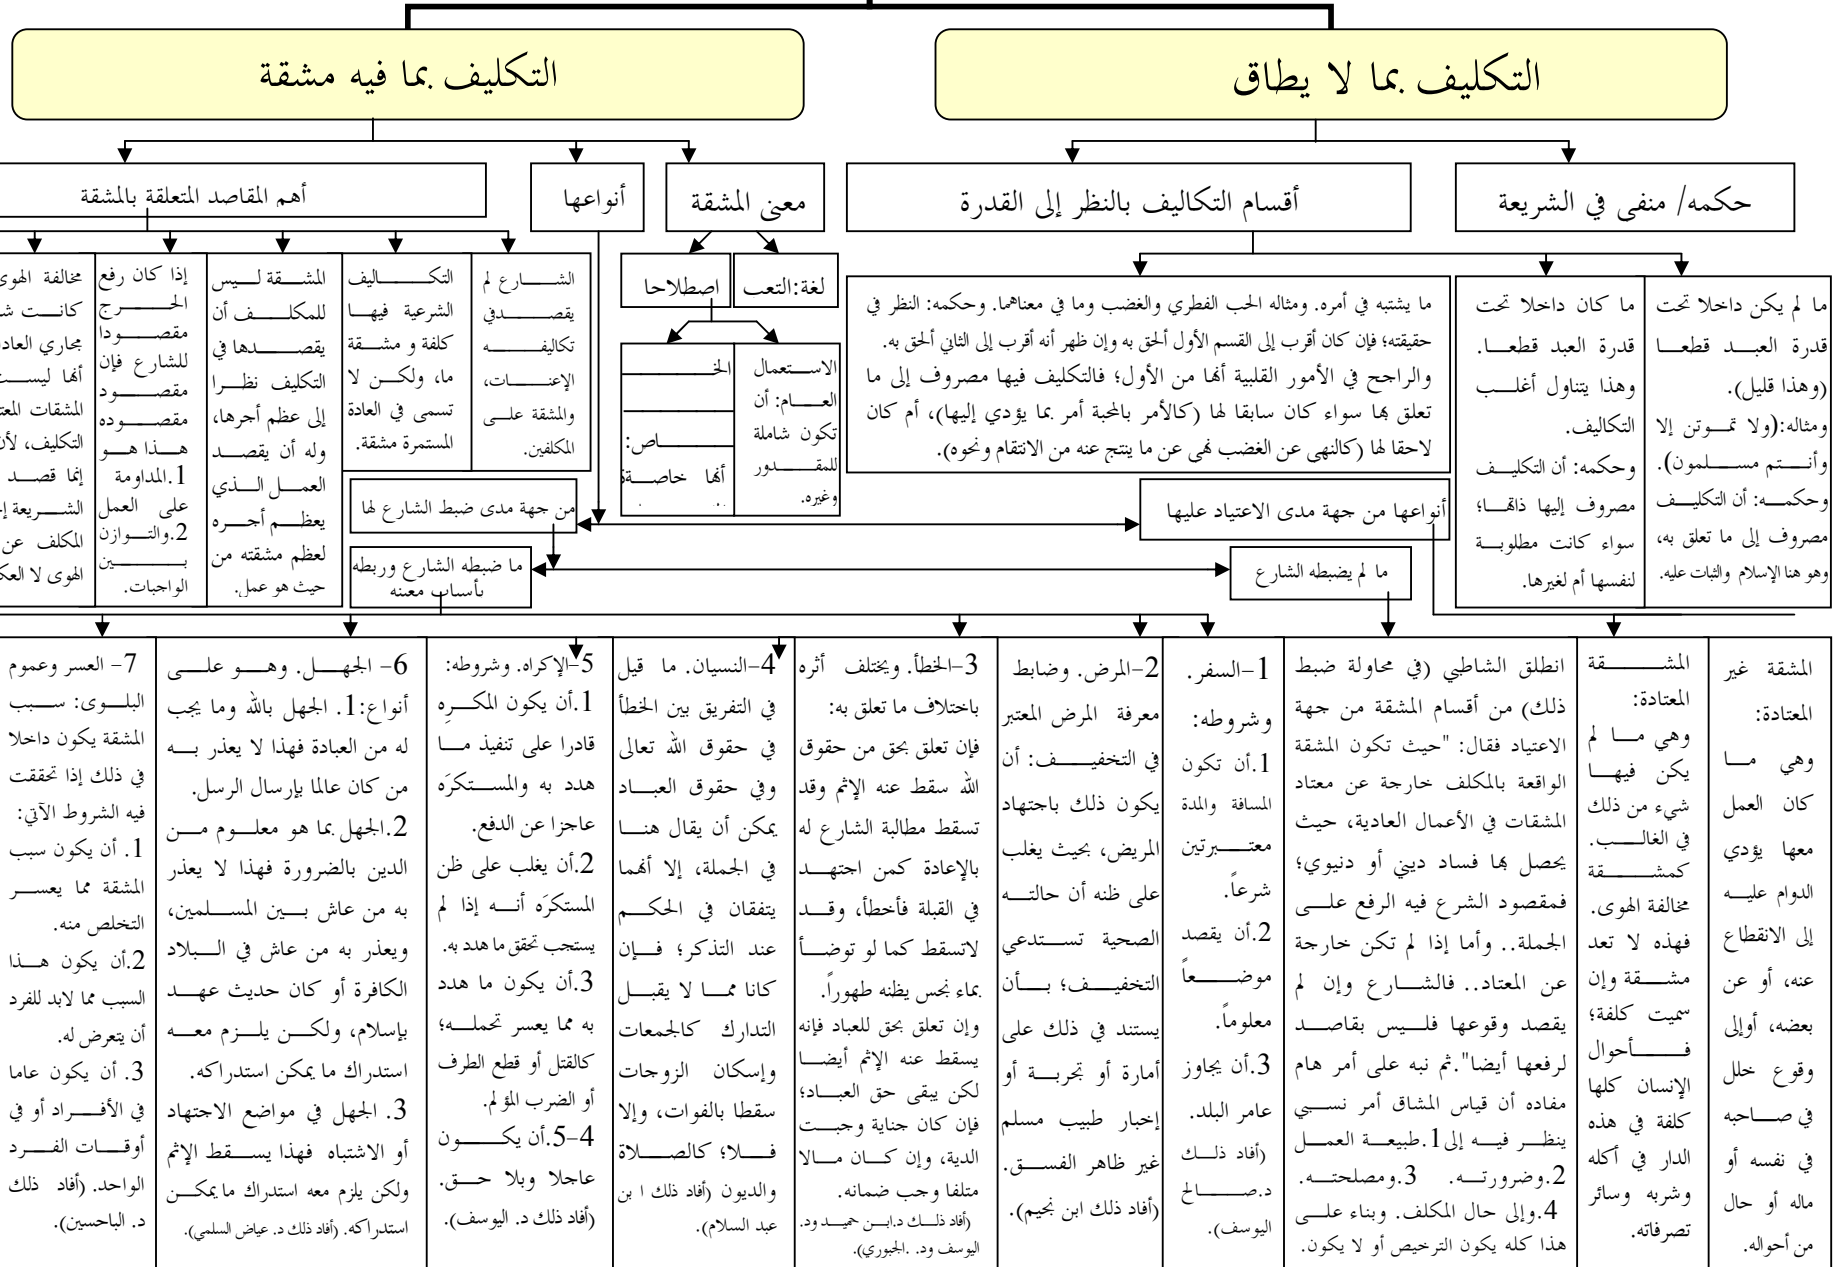 التكليف بما لا يطاق
التكليف بما فيه مشقة
حكمه/ منفى في الشريعة
أقسام التكاليف بالنظر إلى القدرة
معنى المشقة
أنواعها
أهم المقاصد المتعلقة بالمشقة
ما لم يكن داخلا تحت
قدرة العبد قطعا
(وهذا قليل).
ومثاله:(ولا تموتن إلا
وأنتم مسلمون).
وحكمه: أن التكليف
مصروف إلى ما تعلق به،
وهو هنا الإسلام والثبات عليه.
ما كان داخلا تحت
قدرة العبد قطعا.
وهذا يتناول أغلب
التكاليف.
وحكمه: أن التكليف
مصروف إليها ذاتها؛
سواء كانت مطلوبة
لنفسها أم لغيرها.
ما يشتبه في أمره. ومثاله الحب الفطري والغضب وما في معناهما. وحكمه: النظر في
حقيقته؛ فإن كان أقرب إلى القسم الأول ألحق به وإن ظهر أنه أقرب إلى الثاني ألحق به.
والراجح في الأمور القلبية أنها من الأول؛ فالتكليف فيها مصروف إلى ما
تعلق بها سواء كان سابقا لها (كالأمر بالمحبة أمر بما يؤدي إليها)، أم كان
لاحقا لها (كالنهى عن الغضب نهى عن ما ينتج عنه من الانتقام ونحوه).
لغة:التعب
اصطلاحا
الاستعمال
العام: أن
تكون شاملة
للمقدور
وغيره.
الخـ
ـاص:
أنها خاصة
الشارع لم
يقصد في
تكاليفه
الإعنات،
والمشقة على
المكلفين.
التكاليف
الشرعية فيها
كلفة و مشقة
ما، ولكن لا
تسمى في العادة
المستمرة مشقة.
المشقة ليس
للمكلف أن
يقصدها في
التكليف نظرا
إلى عظم أجرها،
وله أن يقصد
العمل الذي
يعظم أجره
لعظم مشقته من
حيث هو عمل.
إذا كان رفع
الحرج
مقصودا
للشارع فإن
مقصود
مقصوده
هذا هو
1.المداومة
على العمل
2.والتوازن
بين
الواجبات.
مخالفة الهوى
كانت
مجاري
أنها ليست
المشقات
التكليف،
إنما قصد
الشريعة
المكلف عن
الهوى لا
أنواعها من جهة مدى الاعتياد عليها
من جهة مدى ضبط الشارع لها
ما لم يضبطه الشارع
ما ضبطه الشارع وربطه
بأسباب معينه
المشقة غير
المعتادة:
وهي ما
كان العمل
معها يؤدي
الدوام عليه
إلى الانقطاع
عنه، أو عن
بعضه، أوإلى
وقوع خلل
في صاحبه
في نفسه أو
ماله أو حال
من أحواله.
المشقة
المعتادة:
وهي ما لم
يكن فيها
شيء من ذلك
في الغالب.
كمشقة
مخالفة الهوى.
فهذه لا تعد
مشقة وإن
سميت كلفة؛
فأحوال
الإنسان كلها
كلفة في هذه
الدار في أكله
وشربه وسائر
تصرفاته.
انطلق الشاطبي (في محاولة ضبط
ذلك) من أقسام المشقة من جهة
الاعتياد فقال: "حيث تكون المشقة
الواقعة بالمكلف خارجة عن معتاد
المشقات في الأعمال العادية، حيث
يحصل بها فساد ديني أو دنيوي؛
فمقصود الشرع فيه الرفع على
الجملة.. وأما إذا لم تكن خارجة
عن المعتاد.. فالشارع وإن لم
يقصد وقوعها فليس بقاصد
لرفعها أيضا".ثم نبه على أمر هام
مفاده أن قياس المشاق أمر نسبي
ينظر فيه إلى1.طبيعة العمل
2.وضرورته. 3.ومصلحته.
4.وإلى حال المكلف. وبناء على
هذا كله يكون الترخيص أو لا يكون.
1-السفر.
وشروطه:
1.أن تكون
المسافة والمدة
معتبرتين
شرعاً.
2.أن يقصد
موضعاً
معلوماً.
3.أن يجاوز
عامر البلد.
(أفاد ذلك
د.صالح
اليوسف).
2-المرض. وضابط
معرفة المرض المعتبر
في التخفيف: أن
يكون ذلك باجتهاد
المريض، بحيث يغلب
على ظنه أن حالته
الصحية تستدعي
التخفيف؛ بأن
يستند في ذلك على
أمارة أو تجربة أو
إخبار طبيب مسلم
غير ظاهر الفسق.
(أفاد ذلك ابن نجيم).
3-الخطأ. ويختلف أثره
باختلاف ما تعلق به:
فإن تعلق بحق من حقوق
الله سقط عنه الإثم وقد
تسقط مطالبة الشارع له
بالإعادة كمن اجتهد
في القبلة فأخطأ، وقد
لاتسقط كما لو توضأ
بماء نجس يظنه طهوراً.
وإن تعلق بحق للعباد فإنه
يسقط عنه الإثم أيضا
لكن يبقى حق العباد؛
فإن كان جناية وجبت
الدية، وإن كان مالا
متلفا وجب ضمانه.
(أفاد ذلك د.ابن حميد ود.
اليوسف ود. .الجبوري).
4-النسيان. ما قيل
في التفريق بين الخطأ
في حقوق الله تعالى
وفي حقوق العباد
يمكن أن يقال هنا
في الجملة، إلا أنهما
يتفقان في الحكم
عند التذكر؛ فإن
كانا مما لا يقبل
التدارك كالجمعات
وإسكان الزوجات
سقطا بالفوات، وإلا
فلا؛ كالصلاة
والديون (أفاد ذلك ا بن
عبد السلام).
5-الإكراه. وشروطه:
1.أن يكون المكرِه
قادرا على تنفيذ ما
هدد به والمستكرَه
عاجزا عن الدفع.
2.أن يغلب على ظن
المستكرَه أنه إذا لم
يستجب تحقق ما هدد به.
3.أن يكون ما هدد
به مما يعسر تحمله؛
كالقتل أو قطع الطرف
أو الضرب المؤلم.
4-5.أن يكون
عاجلا وبلا حق.
(أفاد ذلك د. اليوسف).
6- الجهل. وهو على
أنواع:1. الجهل بالله وما يجب
له من العبادة فهذا لا يعذر به
من كان عالما بإرسال الرسل.
2.الجهل بما هو معلوم من
الدين بالضرورة فهذا لا يعذر
به من عاش بين المسلمين،
ويعذر به من عاش في البلاد
الكافرة أو كان حديث عهد
بإسلام، ولكن يلزم معه
استدراك ما يمكن استدراكه.
3. الجهل في مواضع الاجتهاد
أو الاشتباه فهذا يسقط الإثم
ولكن يلزم معه استدراك مايمكن
استدراكه. (أفاد ذلك د. عياض السلمي).
7- العسر وعموم
البلوى: سبب
المشقة يكون داخلا
في ذلك إذا تحققت
فيه الشروط الآتي:
1. أن يكون سبب
المشقة مما يعسر
التخلص منه.
2.أن يكون هذا
السبب مما لابد للفرد
أن يتعرض له.
3. أن يكون عاما
في الأفراد أو في
أوقات الفرد
الواحد. (أفاد ذلك
د. الباحسين).